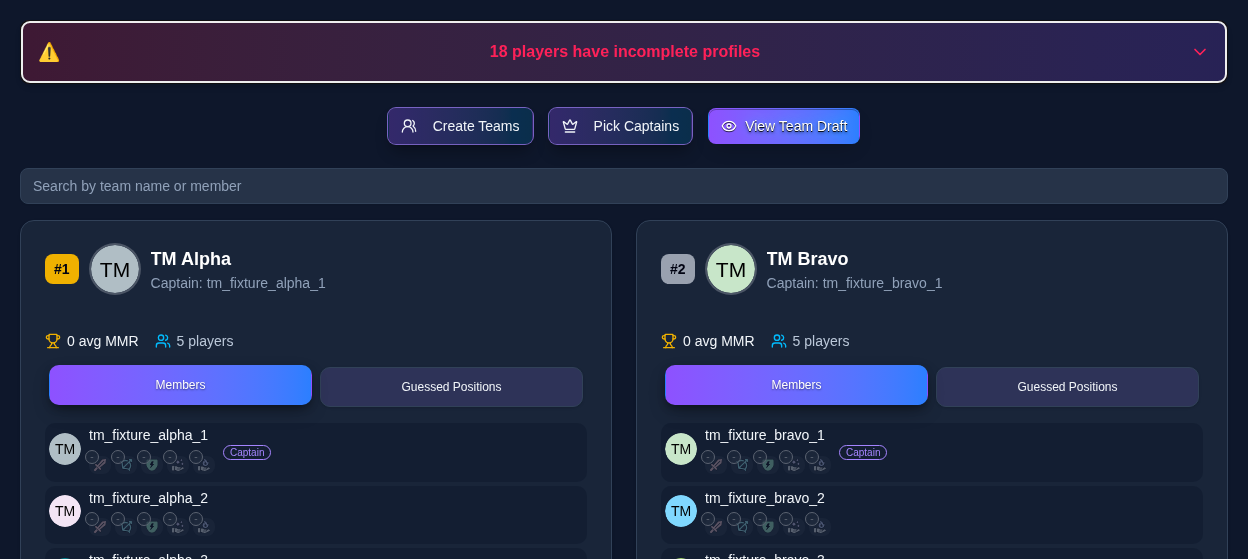 18 players have incomplete profiles
Create Teams
Pick Captains
View Team Draft
Search by team name or member
#1
TM
TM Alpha
Captain: tm_fixture_alpha_1
0 avg MMR
5 players
Members
Guessed Positions
TM
tm_fixture_alpha_1
Captain
TM
tm_fixture_alpha_2
#2
TM
TM Bravo
Captain: tm_fixture_bravo_1
0 avg MMR
5 players
Members
Guessed Positions
TM
tm_fixture_bravo_1
Captain
TM
tm_fixture_bravo_2